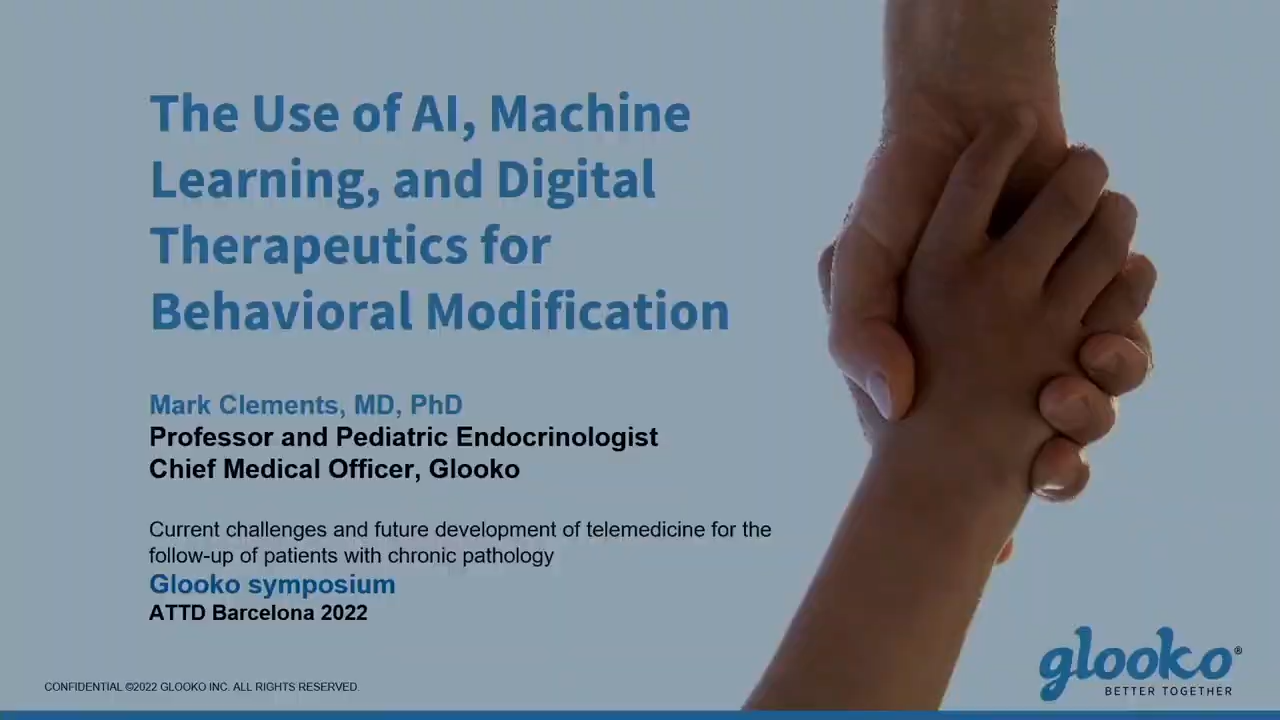 The Use of AI, Machine
Learning, and Digital
Therapeutics for
Behavioral Modification
Mark Clements, MD, PhD
Professor and Pediatric Endocrinologist
Chief Medical Officer, Glooko
Current challenges and future development of telemedicine for the
follow-up of patients with chronic pathology
Glooko symposium
ATTD Barcelona 2022
CONFIDENTIAL ©2022 GLOOKO INC. ALL RIGHTS RESERVED.
glooko®
BETTER TOGETHER